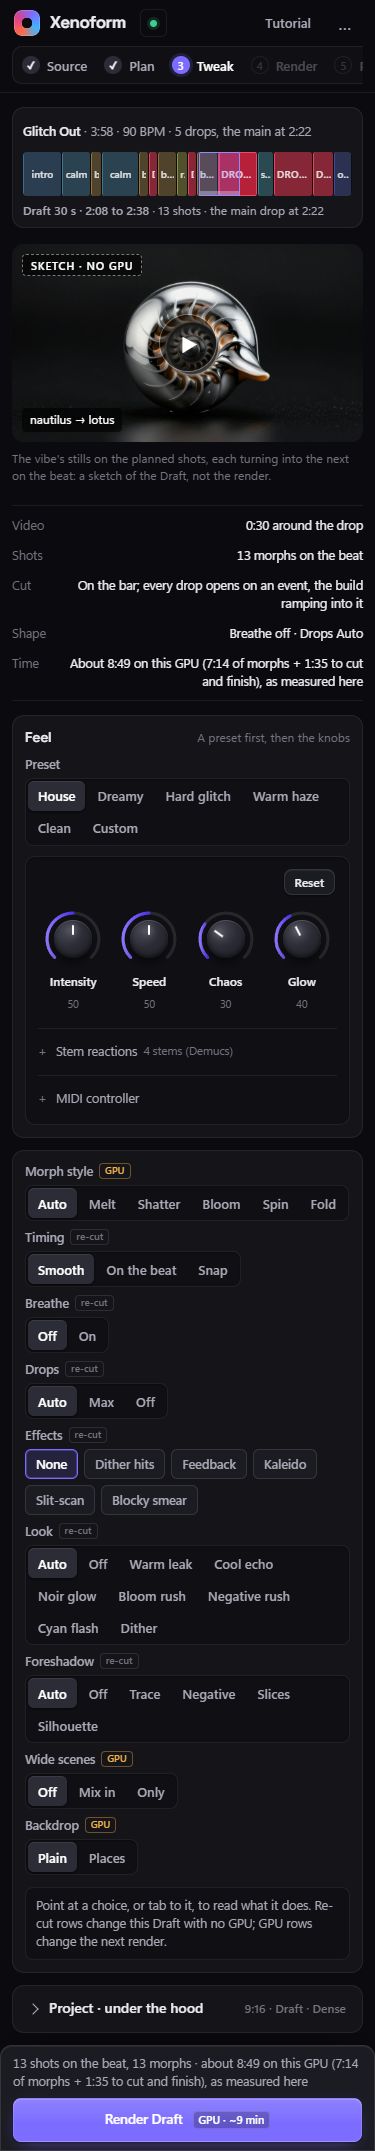 Xenoform
Tutorial
...
Source
Plan
3 Tweak
4 Render
5
Glitch Out · 3:58 · 90 BPM · 5 drops, the main at 2:22
intro calm b calm b b... r. b... DRO... s.. DRO... D... o..
Draft 30 s · 2:08 to 2:38 · 13 shots · the main drop at 2:22
SKETCH · NO GPU
nautilus → lotus
The vibe's stills on the planned shots, each turning into the next
on the beat: a sketch of the Draft, not the render.
Video 0:30 around the drop
Shots 13 morphs on the beat
Cut On the bar; every drop opens on an event, the build
ramping into it
Shape Breathe off · Drops Auto
Time About 8:49 on this GPU (7:14 of morphs + 1:35 to cut
and finish), as measured here
Feel A preset first, then the knobs
Preset
House Dreamy Hard glitch Warm haze
Clean Custom
Reset
Intensity Speed Chaos Glow
50 50 30 40
+ Stem reactions 4 stems (Demucs)
+ MIDI controller
Morph style GPU
Auto Melt Shatter Bloom Spin Fold
Timing re-cut
Smooth On the beat Snap
Breathe re-cut
Off On
Drops re-cut
Auto Max Off
Effects re-cut
None Dither hits Feedback Kaleido
Slit-scan Blocky smear
Look re-cut
Auto Off Warm leak Cool echo
Noir glow Bloom rush Negative rush
Cyan flash Dither
Foreshadow re-cut
Auto Off Trace Negative Slices
Silhouette
Wide scenes GPU
Off Mix in Only
Backdrop GPU
Plain Places
Point at a choice, or tab to it, to read what it does. Re-
cut rows change this Draft with no GPU; GPU rows
change the next render.
Project · under the hood 9:16 · Draft · Dense
13 shots on the beat, 13 morphs · about 8:49 on this GPU (7:14
of morphs + 1:35 to cut and finish), as measured here
Render Draft GPU · ~9 min